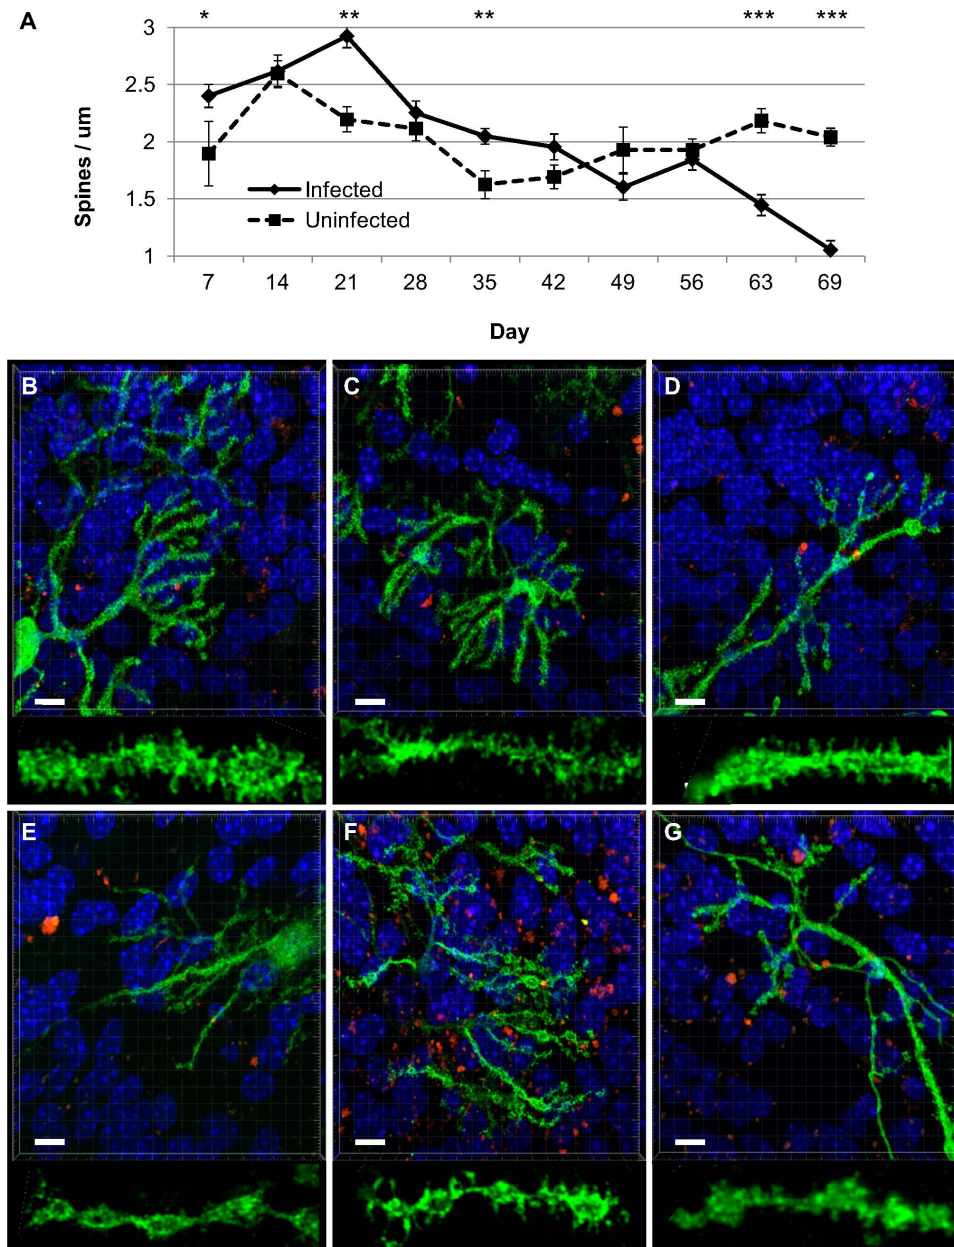 A
* ** ** *** ***
3
2.5
2
1.5
1
Spines / um
Infected
Uninfected
7 14 21 28 35 42 49 56 63 69
Day
B C D
E F G